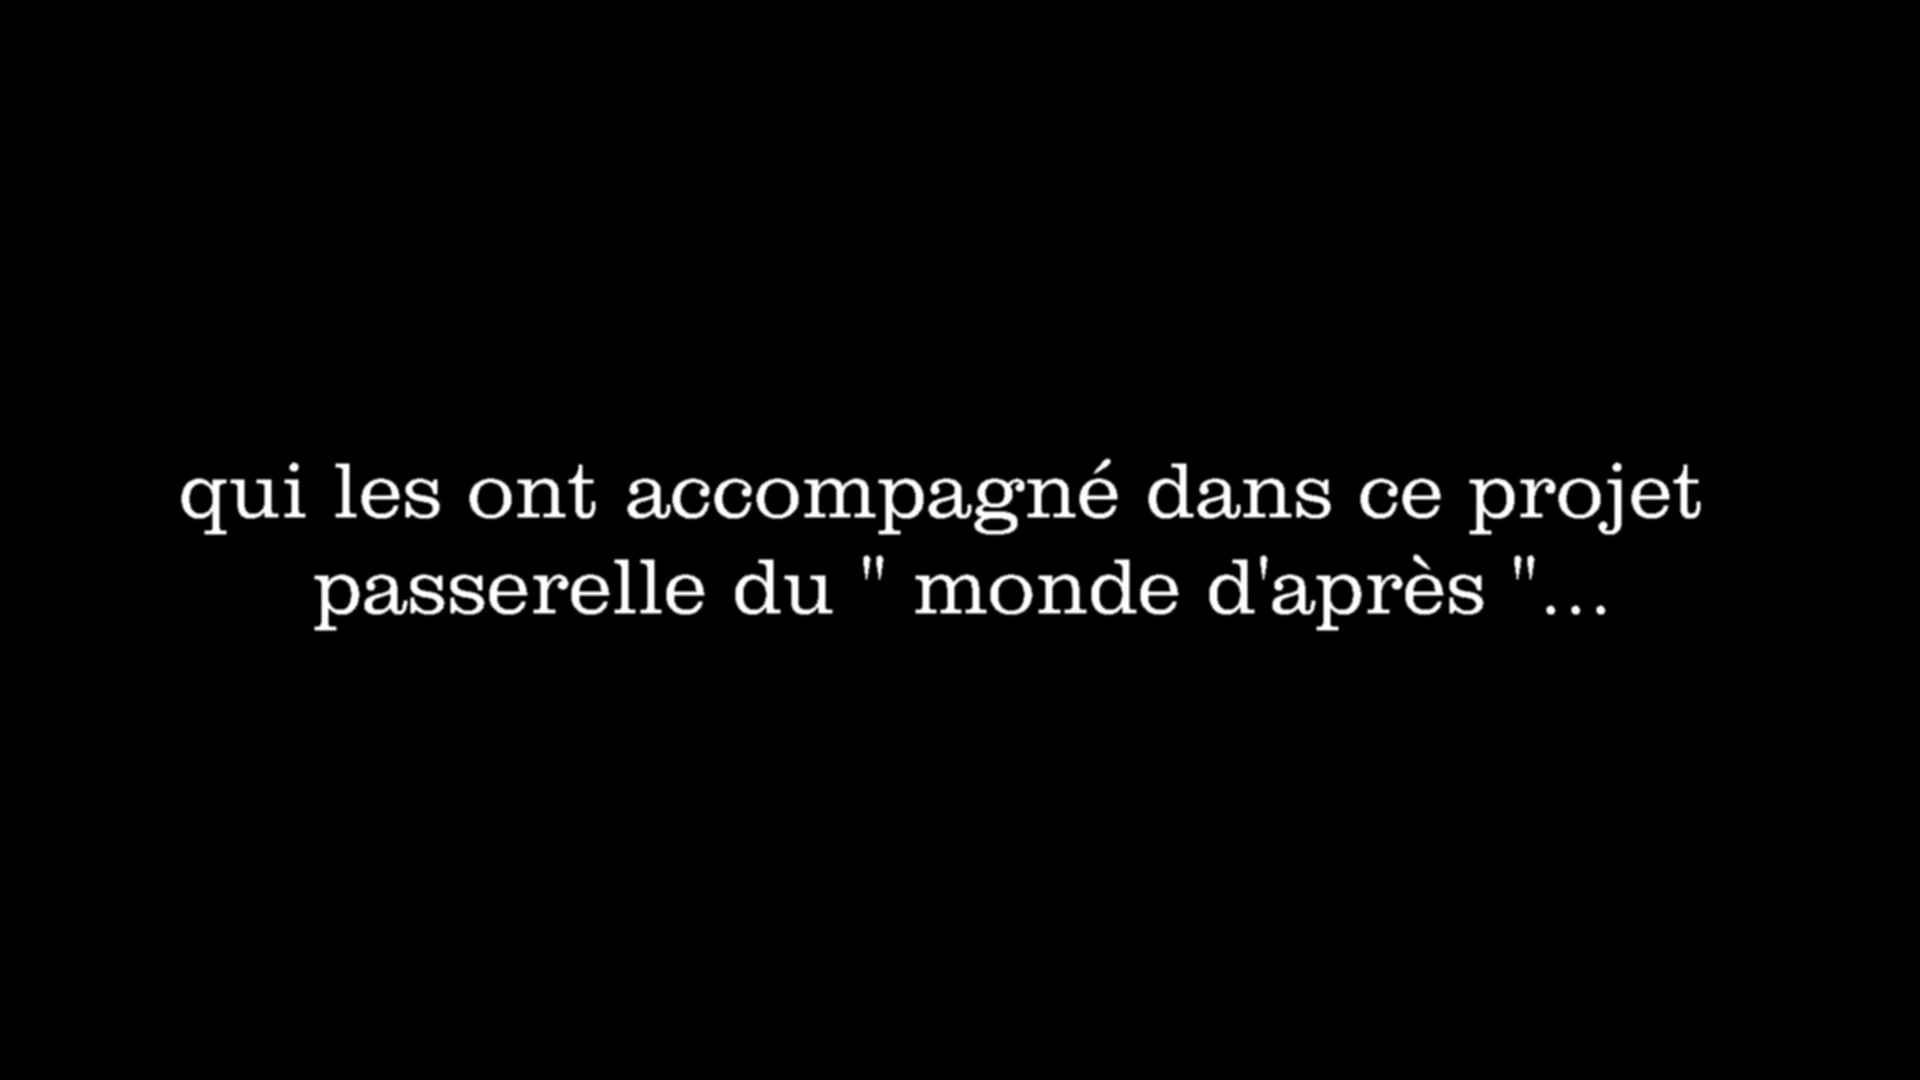 qui les ont accompagné dans ce projet
passerelle du " monde d'après "...